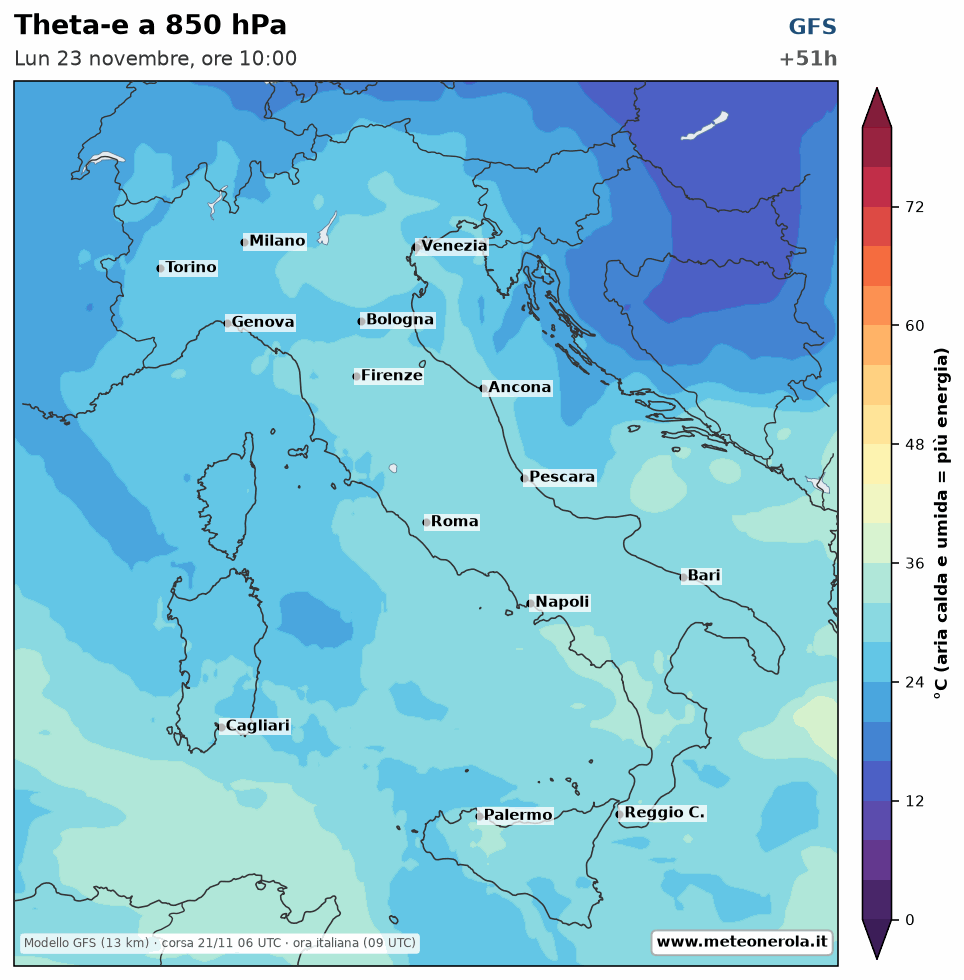 Theta-e a 850 hPa
GFS
Lun 23 novembre, ore 10:00
+51h
Milano
Venezia
Torino
Genova
Bologna
Firenze
Ancona
Pescara
Roma
Bari
Napoli
Cagliari
Palermo
Reggio C.
72
60
48
36
24
12
0
°C (aria calda e umida = più energia)
Modello GFS (13 km) · corsa 21/11 06 UTC · ora italiana (09 UTC)
www.meteonerola.it